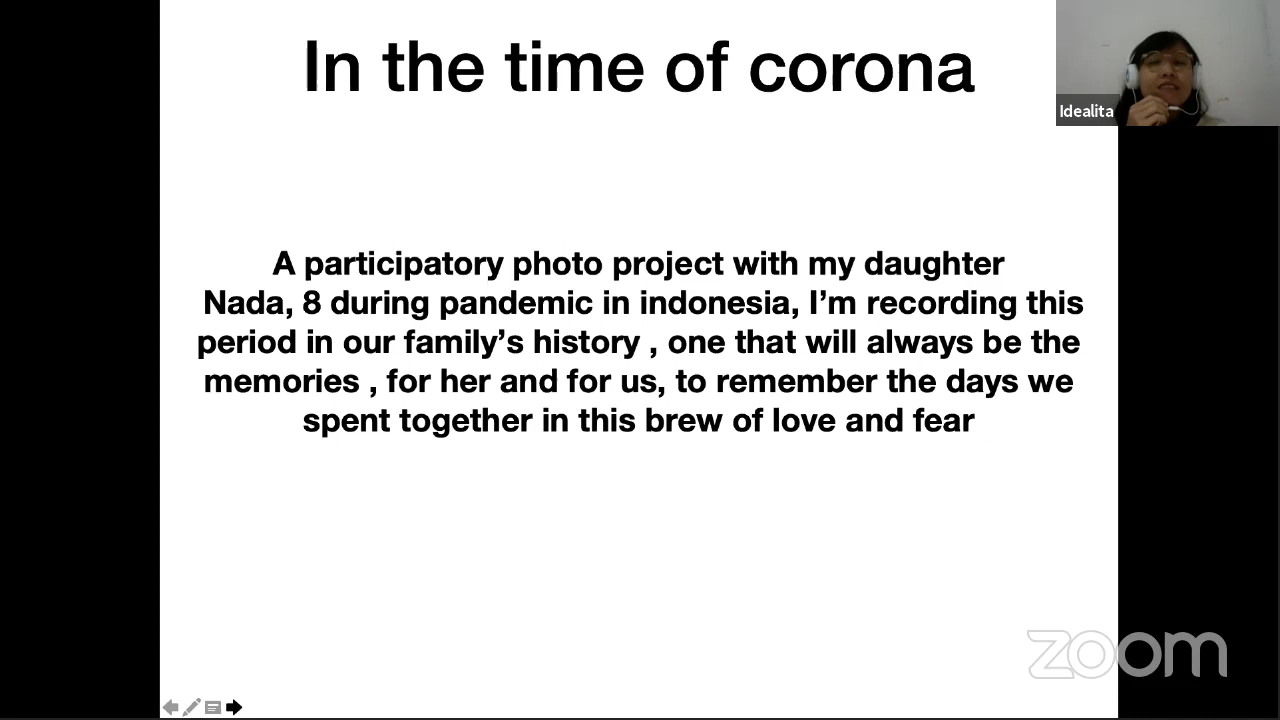 In the time of corona
Idealita
A participatory photo project with my daughter
Nada, 8 during pandemic in indonesia, I’m recording this
period in our family’s history , one that will always be the
memories , for her and for us, to remember the days we
spent together in this brew of love and fear
zoom